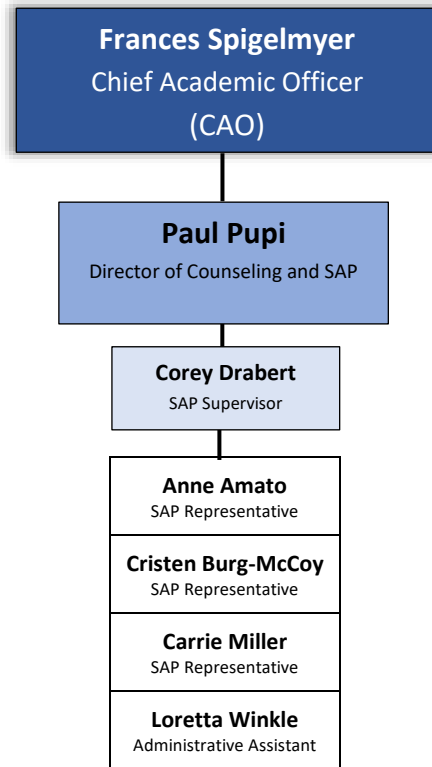 Frances Spigelmyer
Chief Academic Officer
(CAO)
Paul Pupi
Director of Counseling and SAP
Corey Drabert
SAP Supervisor
Anne Amato
SAP Representative
Cristen Burg-McCoy
SAP Representative
Carrie Miller
SAP Representative
Loretta Winkle
Administrative Assistant